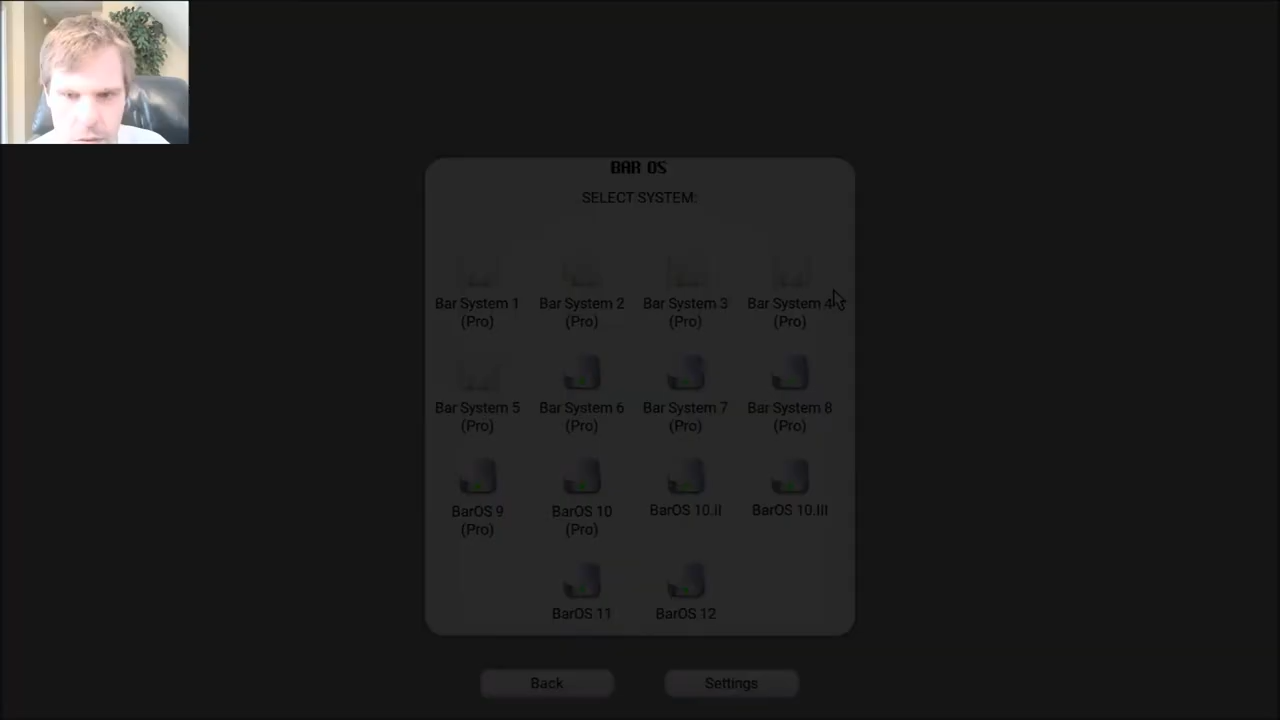 BAR OS
SELECT SYSTEM:
Bar System 1 Bar System 2 Bar System 3 Bar System 4
(Pro) (Pro) (Pro) (Pro)
Bar System 5 Bar System 6 Bar System 7 Bar System 8
(Pro) (Pro) (Pro) (Pro)
BarOS 9 BarOS 10 BarOS 10.II BarOS 10.III
(Pro) (Pro)
BarOS 11 BarOS 12
Back Settings